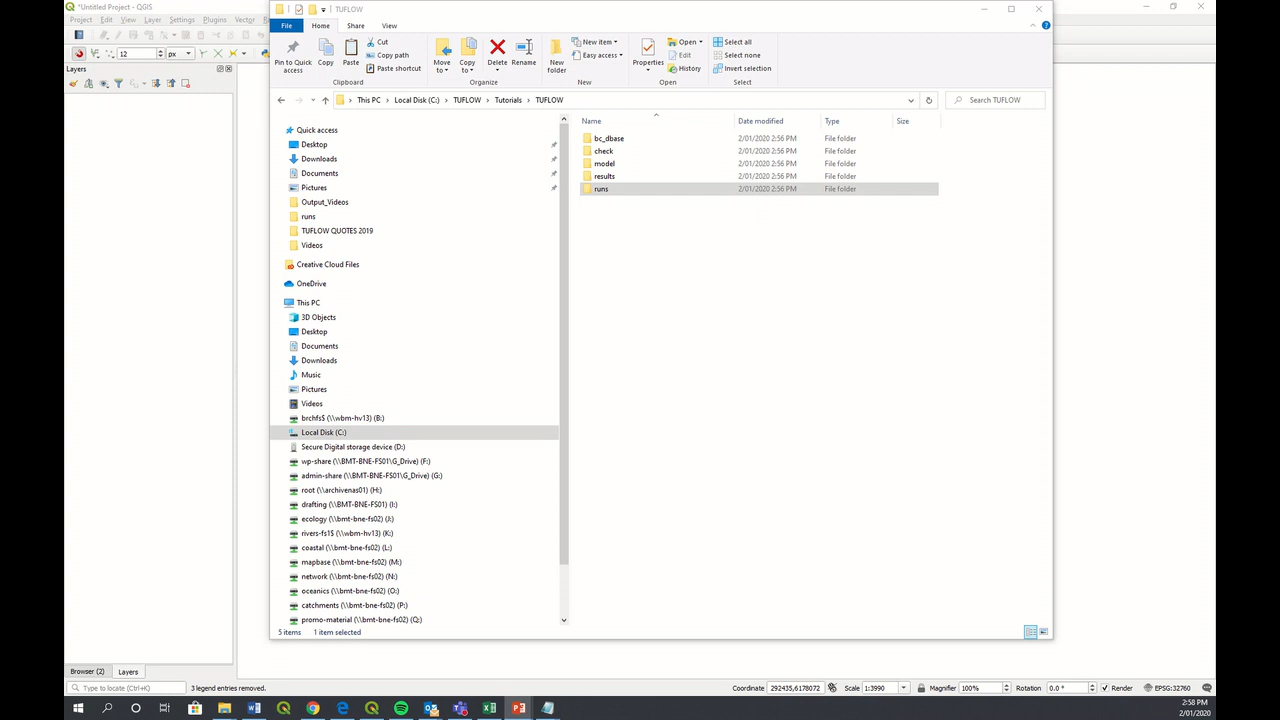 *Untitled Project - QGIS
TUFLOW
Project Edit View Layer Settings Plugins Vector
File Home Share View
12 px
Pin to Quick access
Copy
Paste
Cut
Copy path
Paste shortcut
Clipboard
Move to
Copy to
Delete
Rename
Organize
New folder
New item
Easy access
New
Properties
Open
Edit
History
Open
Select all
Select none
Invert selection
Select
Layers
This PC Local Disk (C:) TUFLOW Tutorials TUFLOW
Search TUFLOW
Name Date modified Type Size
bc_dbase 2/01/2020 2:56 PM File folder
check 2/01/2020 2:56 PM File folder
model 2/01/2020 2:56 PM File folder
results 2/01/2020 2:56 PM File folder
runs 2/01/2020 2:56 PM File folder
Quick access
Desktop
Downloads
Documents
Pictures
Output_Videos
runs
TUFLOW QUOTES 2019
Videos
Creative Cloud Files
OneDrive
This PC
3D Objects
Desktop
Documents
Downloads
Music
Pictures
Videos
brchfs$ (\\wbm-hv13) (B:)
Local Disk (C:)
Secure Digital storage device (D:)
wp-share (\\BMT-BNE-FS01\G_Drive) (F:)
admin-share (\\BMT-BNE-FS01\G_Drive) (G:)
root (\\archivenas01) (H:)
drafting (\\BMT-BNE-FS01) (I:)
ecology (\\bmt-bne-fs02) (J:)
rivers-fs1$ (\\wbm-hv13) (K:)
coastal (\\bmt-bne-fs02) (L:)
mapbase (\\bmt-bne-fs02) (M:)
network (\\bmt-bne-fs02) (N:)
oceanics (\\bmt-bne-fs02) (O:)
catchments (\\bmt-bne-fs02) (P:)
promo-material (\\bmt-bne-fs02) (Q:)
5 items 1 item selected
Browser (2) Layers
Type to locate (Ctrl+K) 3 legend entries removed. Coordinate 292435,6178072 Scale 1:3990 Magnifier 100% Rotation 0.0 ° Render EPSG:32760
2:58 PM
2/01/2020